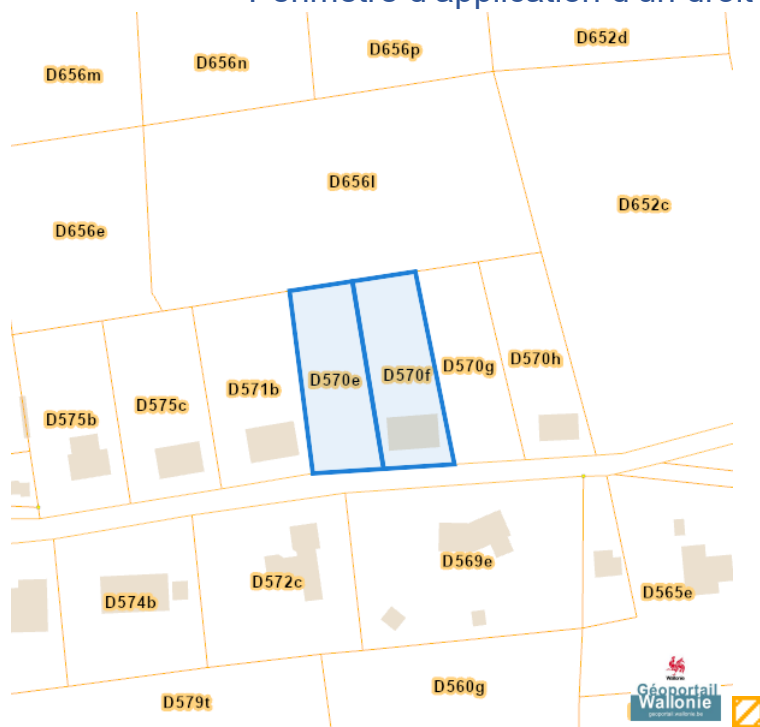 Périmètre d'application d'un droit
D652d
D656p
D656n
D656m
D656l
D652c
D656e
D570h
D570g
D570f
D570e
D571b
D575c
D575b
D569e
D572c
D565e
D574b
D560g
D579t
Wallonie
Géoportail
Wallonie
geoportail.wallonie.be